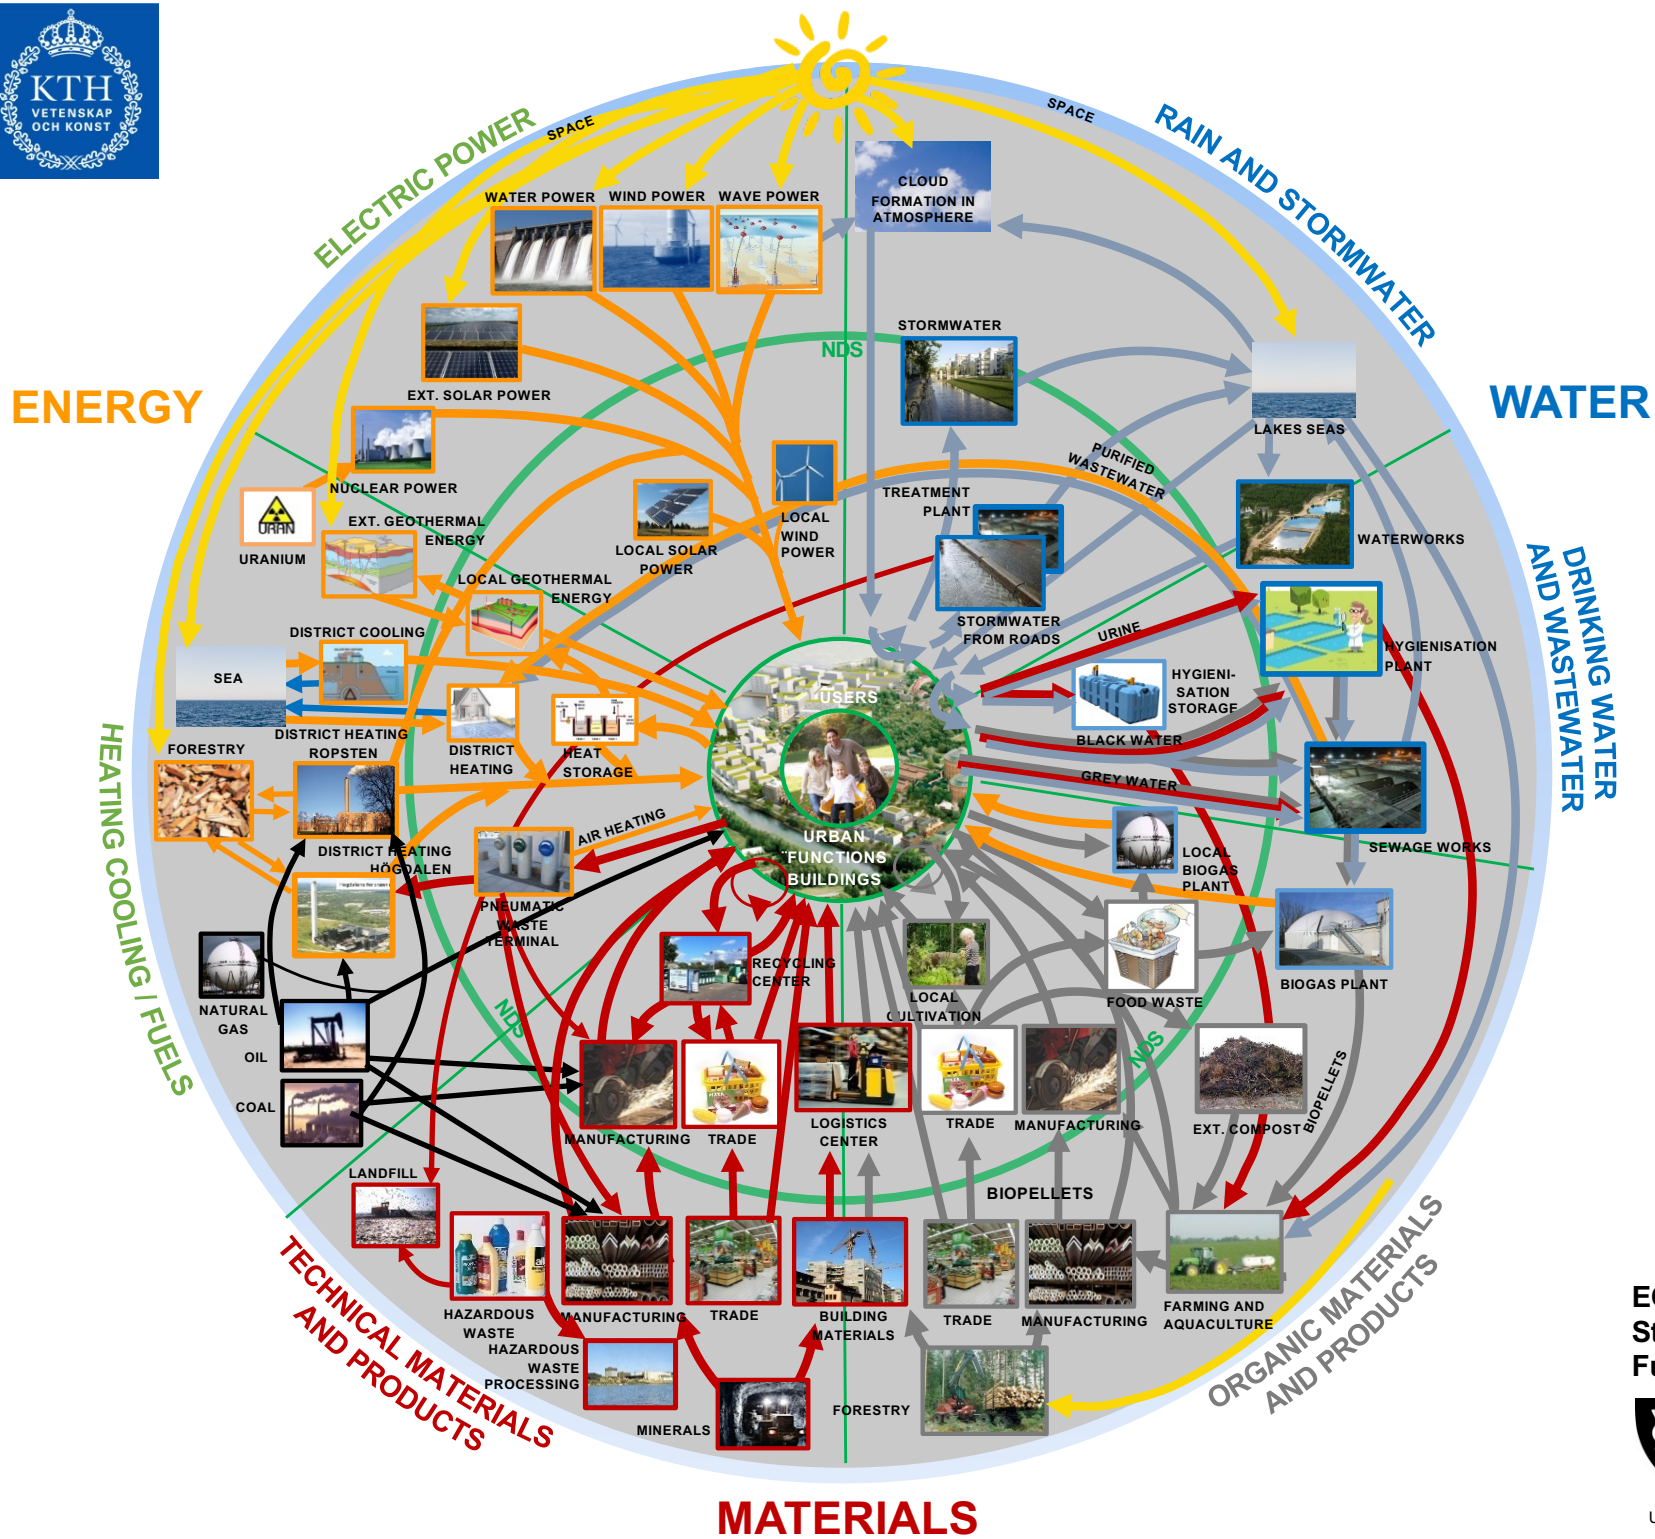 KTH
VETENSKAP
OCH KONST
SPACE
SPACE
ELECTRIC POWER
RAIN AND STORMWATER
WATER POWER
WIND POWER
WAVE POWER
CLOUD
FORMATION IN
ATMOSPHERE
STORMWATER
NDS
EXT. SOLAR POWER
ENERGY
WATER
LAKES SEAS
PURIFIED
WASTEWATER
NUCLEAR POWER
URAN
URANIUM
EXT. GEOTHERMAL
ENERGY
LOCAL SOLAR
POWER
LOCAL
WIND
POWER
TREATMENT
PLANT
WATERWORKS
DRINKING WATER
AND WASTEWATER
LOCAL GEOTHERMAL
ENERGY
STORMWATER
FROM ROADS
URINE
HYGIENISATION
PLANT
DISTRICT COOLING
SEA
USERS
HYGIENI-
SATION
STORAGE
BLACK WATER
DISTRICT HEATING
ROPSTEN
FORESTRY
DISTRICT
HEATING
HEAT
STORAGE
GREY WATER
HEATING COOLING / FUELS
AIR HEATING
URBAN
FUNCTIONS
BUILDINGS
SEWAGE WORKS
DISTRICT HEATING
HÖGDALEN
LOCAL
BIOGAS
PLANT
PNEUMATIC
WASTE
TERMINAL
RECYCLING
CENTER
BIOGAS PLANT
LOCAL
CULTIVATION
FOOD WASTE
NATURAL
GAS
NDS
NDS
OIL
COAL
BIOPELLETS
MANUFACTURING
TRADE
LOGISTICS
CENTER
TRADE
MANUFACTURING
EXT. COMPOST
LANDFILL
BIOPELLETS
HAZARDOUS
WASTE
MANUFACTURING
TRADE
BUILDING
MATERIALS
TRADE
MANUFACTURING
FARMING AND
AQUACULTURE
HAZARDOUS
WASTE
PROCESSING
MINERALS
FORESTRY
TECHNICAL MATERIALS
AND PRODUCTS
ORGANIC MATERIALS
AND PRODUCTS
MATERIALS